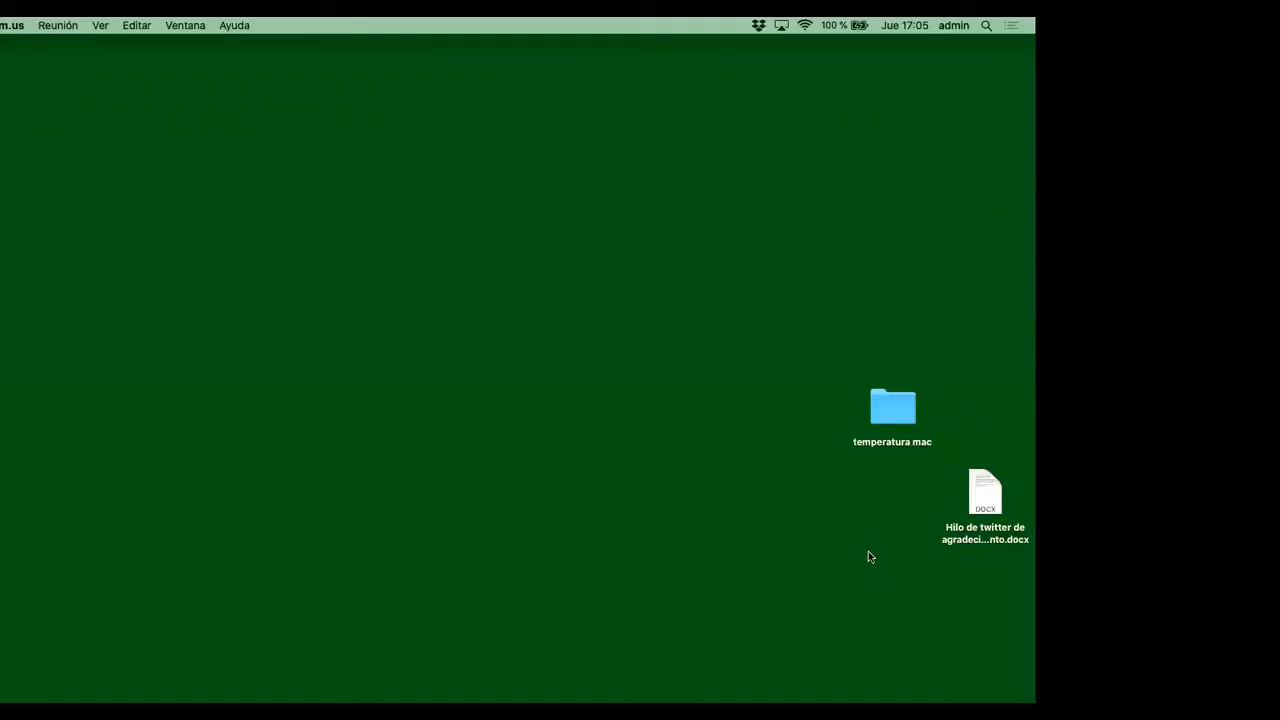 m.us Reunión Ver Editar Ventana Ayuda 100 % Jue 17:05 admin
temperatura mac
DOCX
Hilo de twitter de
agradeci...nto.docx